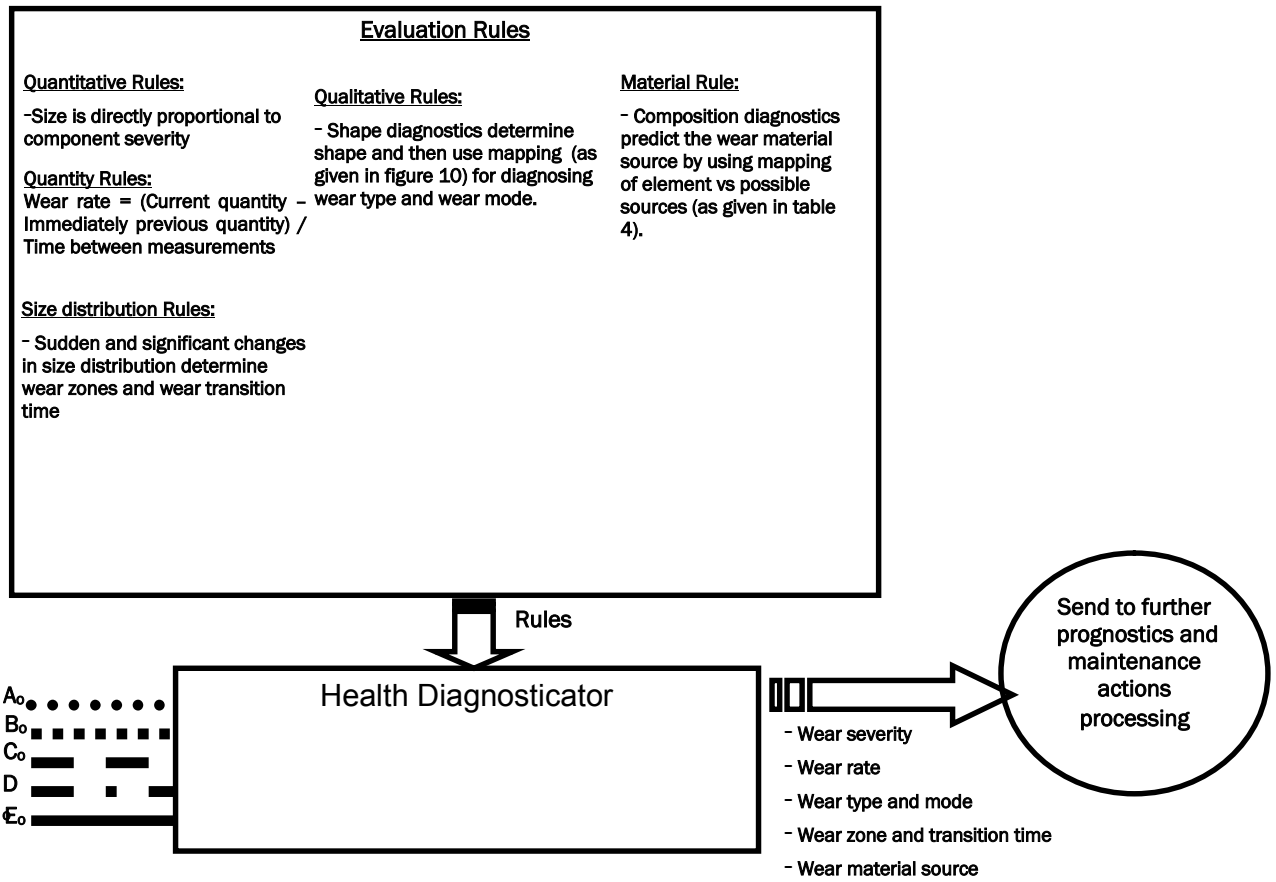 Evaluation Rules
Quantitative Rules:
-Size is directly proportional to
component severity
Quantity Rules:
Wear rate = (Current quantity –
Immediately previous quantity) /
Time between measurements
Size distribution Rules:
- Sudden and significant changes
in size distribution determine
wear zones and wear transition
time
Qualitative Rules:
- Shape diagnostics determine
shape and then use mapping (as
given in figure 10) for diagnosing
wear type and wear mode.
Material Rule:
- Composition diagnostics
predict the wear material
source by using mapping
of element vs possible
sources (as given in table
4).
Rules
Health Diagnosticator
Ao
Bo
Co
D
Eo
- Wear severity
- Wear rate
- Wear type and mode
- Wear zone and transition time
- Wear material source
Send to further
prognostics and
maintenance
actions
processing